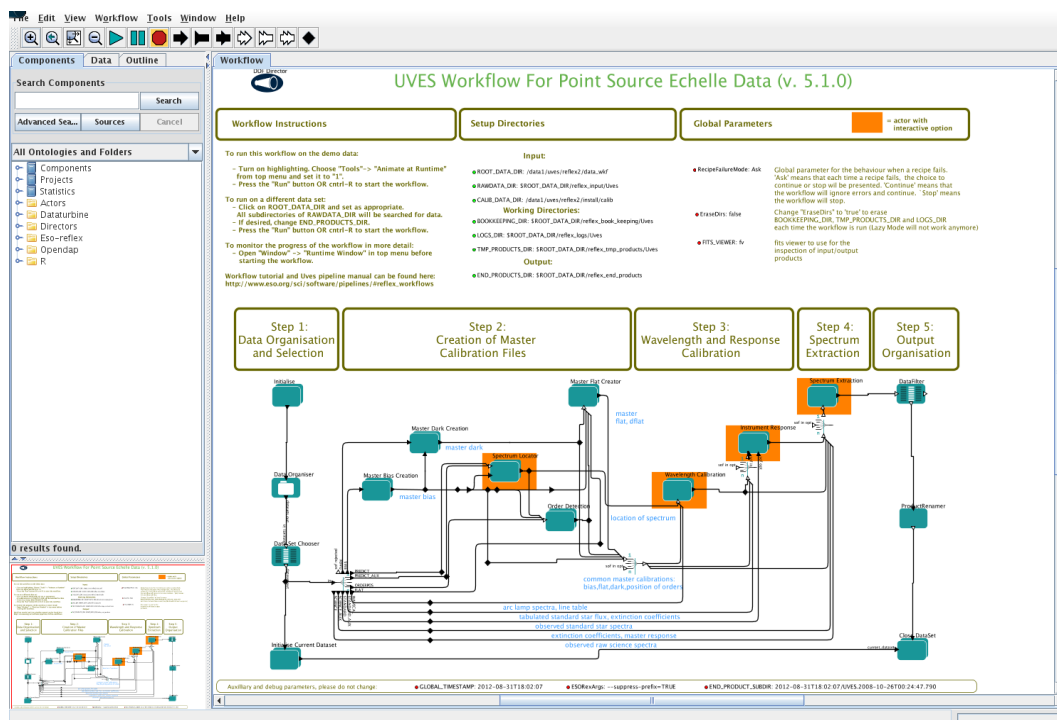 File Edit View Workflow Tools Window Help
Components Data Outline
Search Components
Search
Advanced Sea... Sources Cancel
All Ontologies and Folders
Components
Projects
Statistics
Actors
Dataturbine
Directors
Eso-reflex
Opendap
R
0 results found.
Workflow
DDF Director
UVES Workflow For Point Source Echelle Data (v. 5.1.0)
Workflow Instructions
Setup Directories
Global Parameters
= actor with
interactive option
To run this workflow on the demo data:
- Turn on highlighting. Choose "Tools"-> "Animate at Runtime"
from top menu and set it to "1".
- Press the "Run" button OR cntrl-R to start the workflow.
To run on a different data set:
- Click on ROOT_DATA_DIR and set as appropriate.
All subdirectories of RAWDATA_DIR will be searched for data.
- If desired, change END_PRODUCTS_DIR.
- Press the "Run" button OR cntrl-R to start the workflow.
To monitor the progress of the workflow in more detail:
- Open "Window" -> "Runtime Window" in top menu before
starting the workflow.
Workflow tutorial and Uves pipeline manual can be found here:
http://www.eso.org/sci/software/pipelines/#reflex_workflows
Input:
ROOT_DATA_DIR: /data1/uves/reflex2/data_wkf
RAWDATA_DIR: $ROOT_DATA_DIR/reflex_input/Uves
CALIB_DATA_DIR: /data1/uves/reflex2/install/calib
Working Directories:
BOOKKEEPING_DIR: $ROOT_DATA_DIR/reflex_book_keeping/Uves
LOGS_DIR: $ROOT_DATA_DIR/reflex_logs/Uves
TMP_PRODUCTS_DIR: $ROOT_DATA_DIR/reflex_tmp_products/Uves
Output:
END_PRODUCTS_DIR: $ROOT_DATA_DIR/reflex_end_products
RecipeFailureMode: Ask
Global parameter for the behaviour when a recipe fails.
'Ask' means that each time a recipe fails, the choice to
continue or stop wil be presented. 'Continue' means that
the workflow will ignore errors and continue. 'Stop' means
the workflow will stop.
EraseDirs: false
Change "EraseDirs" to 'true' to erase
BOOKKEEPING_DIR, TMP_PRODUCTS_DIR and LOGS_DIR
each time the workflow is run (Lazy Mode will not work anymore)
FITS_VIEWER: fv
fits viewer to use for the
inspection of input/output
products
Step 1:
Data Organisation
and Selection
Step 2:
Creation of Master
Calibration Files
Step 3:
Wavelength and Response
Calibration
Step 4:
Spectrum
Extraction
Step 5:
Output
Organisation
Initialise
Master Flat Creator
Spectrum Extraction
DataFilter
master
flat, dflat
Master Dark Creation
master dark
Instrument Response
Spectrum Locator
Data Organiser
Master Bias Creation
master bias
Wavelength Calibration
Order Detection
location of spectrum
ProductRenamer
DataSet Chooser
common master calibrations:
bias,flat,dark,position of orders
arc lamp spectra, line table
tabulated standard star flux, extinction coefficients
observed standard star spectra
extinction coefficients, master response
observed raw science spectra
Initialise Current Dataset
Close DataSet
Auxilliary and debug parameters, please do not change:
GLOBAL_TIMESTAMP: 2012-08-31T18:02:07
ESORexArgs: --suppress-prefix=TRUE
END_PRODUCT_SUBDIR: 2012-08-31T18:02:07/UVES.2008-10-26T00:24:47.790